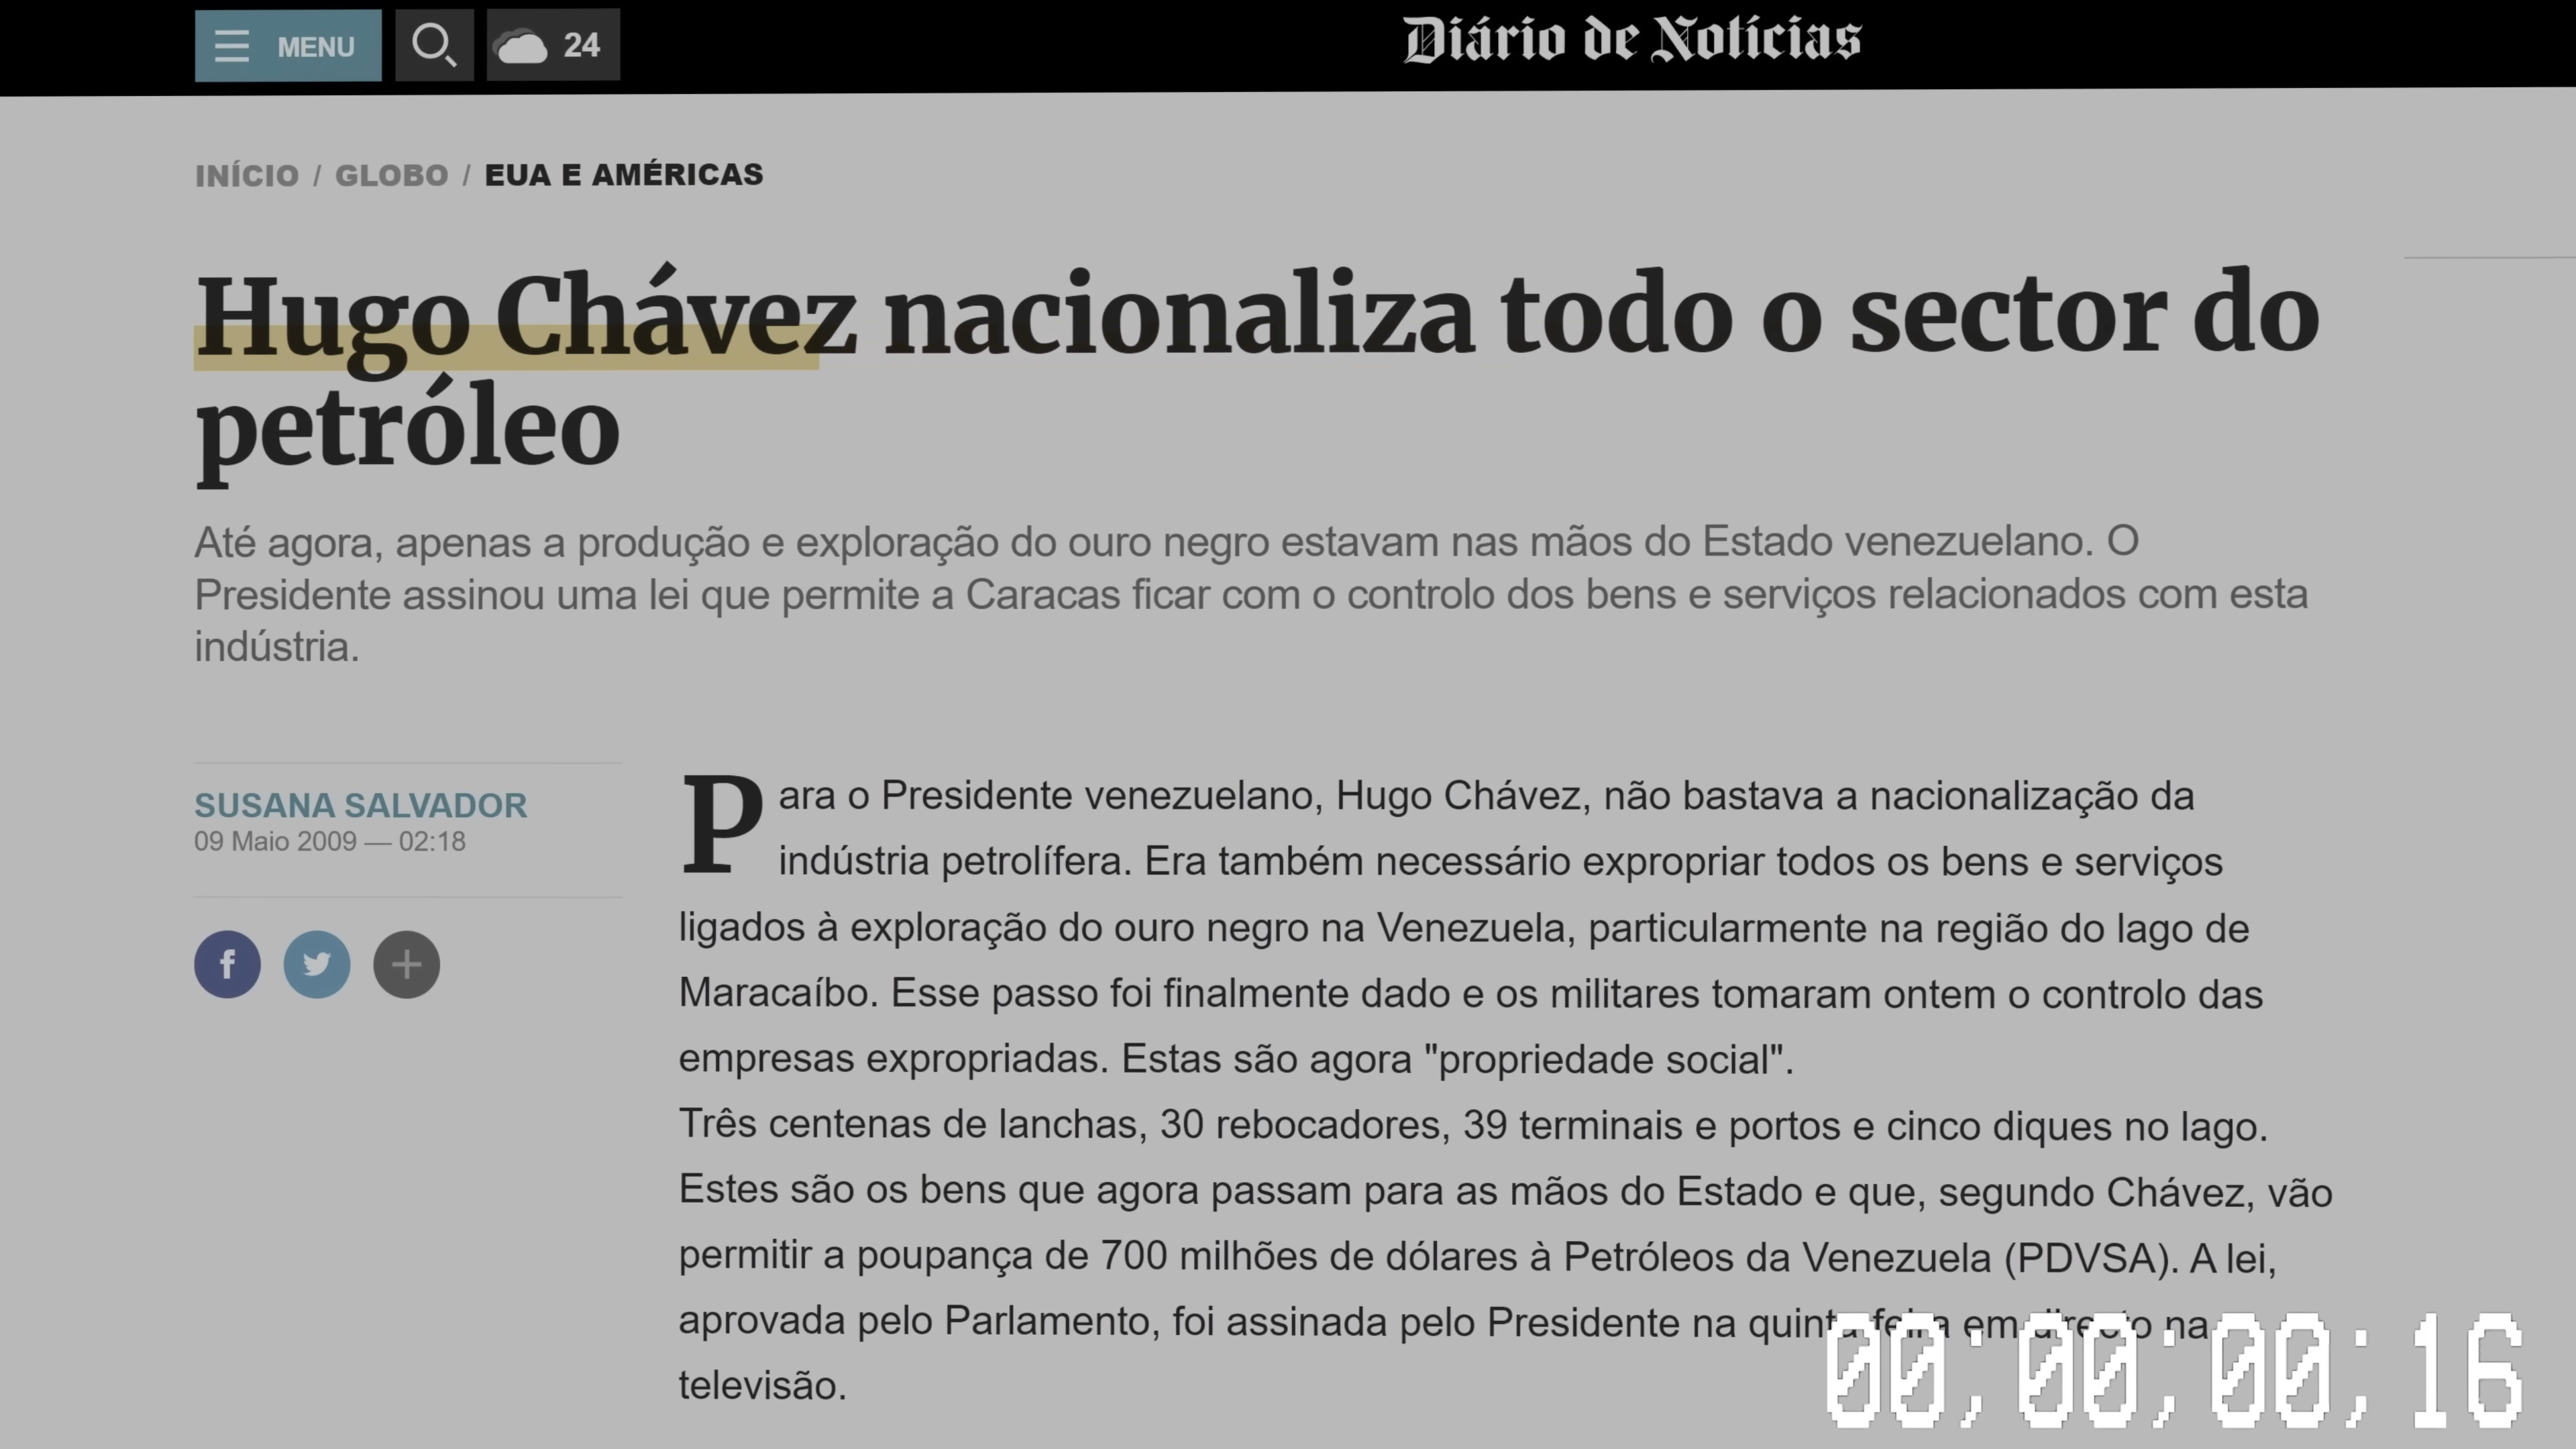 MENU
24
Diário de Notícias
INÍCIO / GLOBO / EUA E AMÉRICAS
Hugo Chávez nacionaliza todo o sector do
petróleo
Até agora, apenas a produção e exploração do ouro negro estavam nas mãos do Estado venezuelano. O
Presidente assinou uma lei que permite a Caracas ficar com o controlo dos bens e serviços relacionados com esta
indústria.
SUSANA SALVADOR
09 Maio 2009 — 02:18
Para o Presidente venezuelano, Hugo Chávez, não bastava a nacionalização da
indústria petrolífera. Era também necessário expropriar todos os bens e serviços
ligados à exploração do ouro negro na Venezuela, particularmente na região do lago de
Maracaíbo. Esse passo foi finalmente dado e os militares tomaram ontem o controlo das
empresas expropriadas. Estas são agora "propriedade social".
Três centenas de lanchas, 30 rebocadores, 39 terminais e portos e cinco diques no lago.
Estes são os bens que agora passam para as mãos do Estado e que, segundo Chávez, vão
permitir a poupança de 700 milhões de dólares à Petróleos da Venezuela (PDVSA). A lei,
aprovada pelo Parlamento, foi assinada pelo Presidente na quinta-feira em directo na
televisão.
00;00;00;16